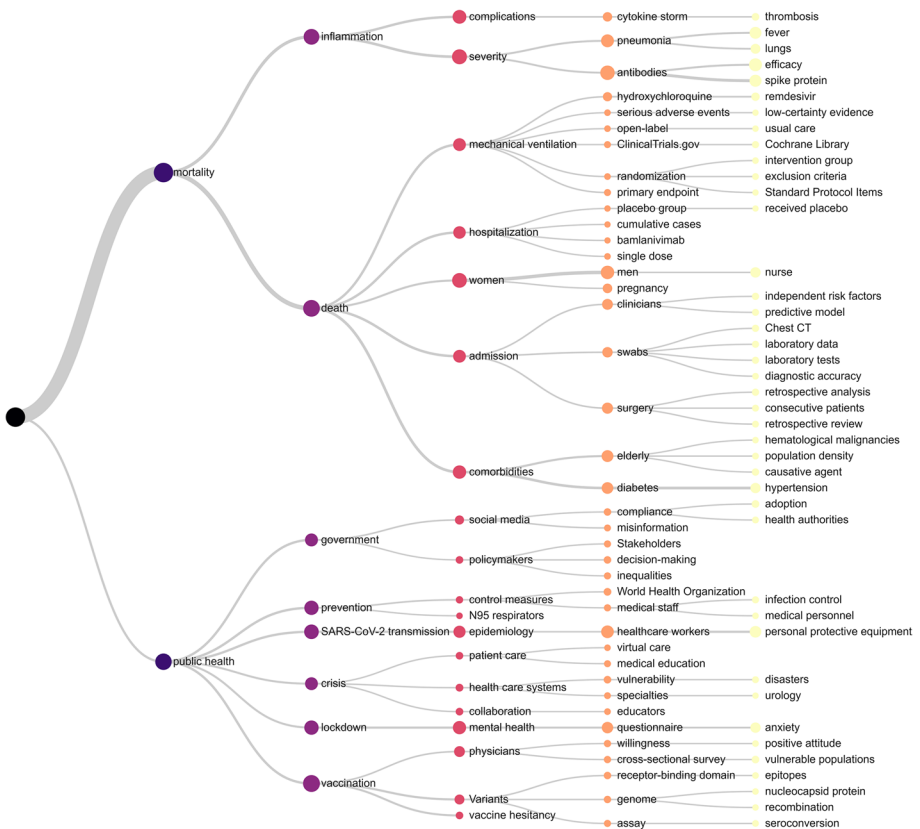 complications
cytokine storm
thrombosis
inflammation
fever
pneumonia
lungs
severity
efficacy
antibodies
spike protein
hydroxychloroquine
remdesivir
serious adverse events
low-certainty evidence
open-label
usual care
mechanical ventilation
ClinicalTrials.gov
Cochrane Library
intervention group
mortality
randomization
exclusion criteria
primary endpoint
Standard Protocol Items
placebo group
received placebo
cumulative cases
hospitalization
bamlanivimab
single dose
men
nurse
women
pregnancy
independent risk factors
clinicians
death
predictive model
Chest CT
laboratory data
swabs
admission
laboratory tests
diagnostic accuracy
retrospective analysis
surgery
consecutive patients
retrospective review
hematological malignancies
elderly
population density
comorbidities
causative agent
diabetes
hypertension
adoption
compliance
social media
health authorities
misinformation
government
Stakeholders
policymakers
decision-making
inequalities
World Health Organization
control measures
infection control
prevention
medical staff
N95 respirators
medical personnel
SARS-CoV-2 transmission
epidemiology
healthcare workers
personal protective equipment
virtual care
patient care
public health
medical education
vulnerability
disasters
crisis
health care systems
specialties
urology
collaboration
educators
lockdown
mental health
questionnaire
anxiety
willingness
positive attitude
physicians
cross-sectional survey
vulnerable populations
receptor-binding domain
epitopes
vaccination
nucleocapsid protein
Variants
genome
recombination
vaccine hesitancy
assay
seroconversion